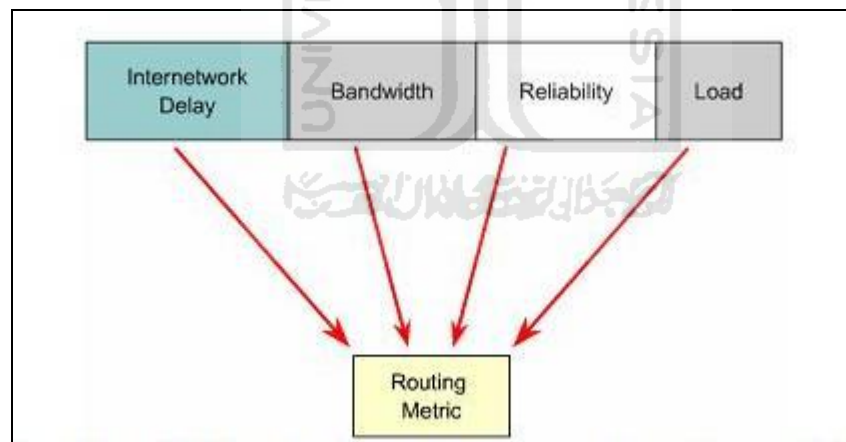 Internetwork
Delay
Bandwidth
Reliability
Load
Routing
Metric